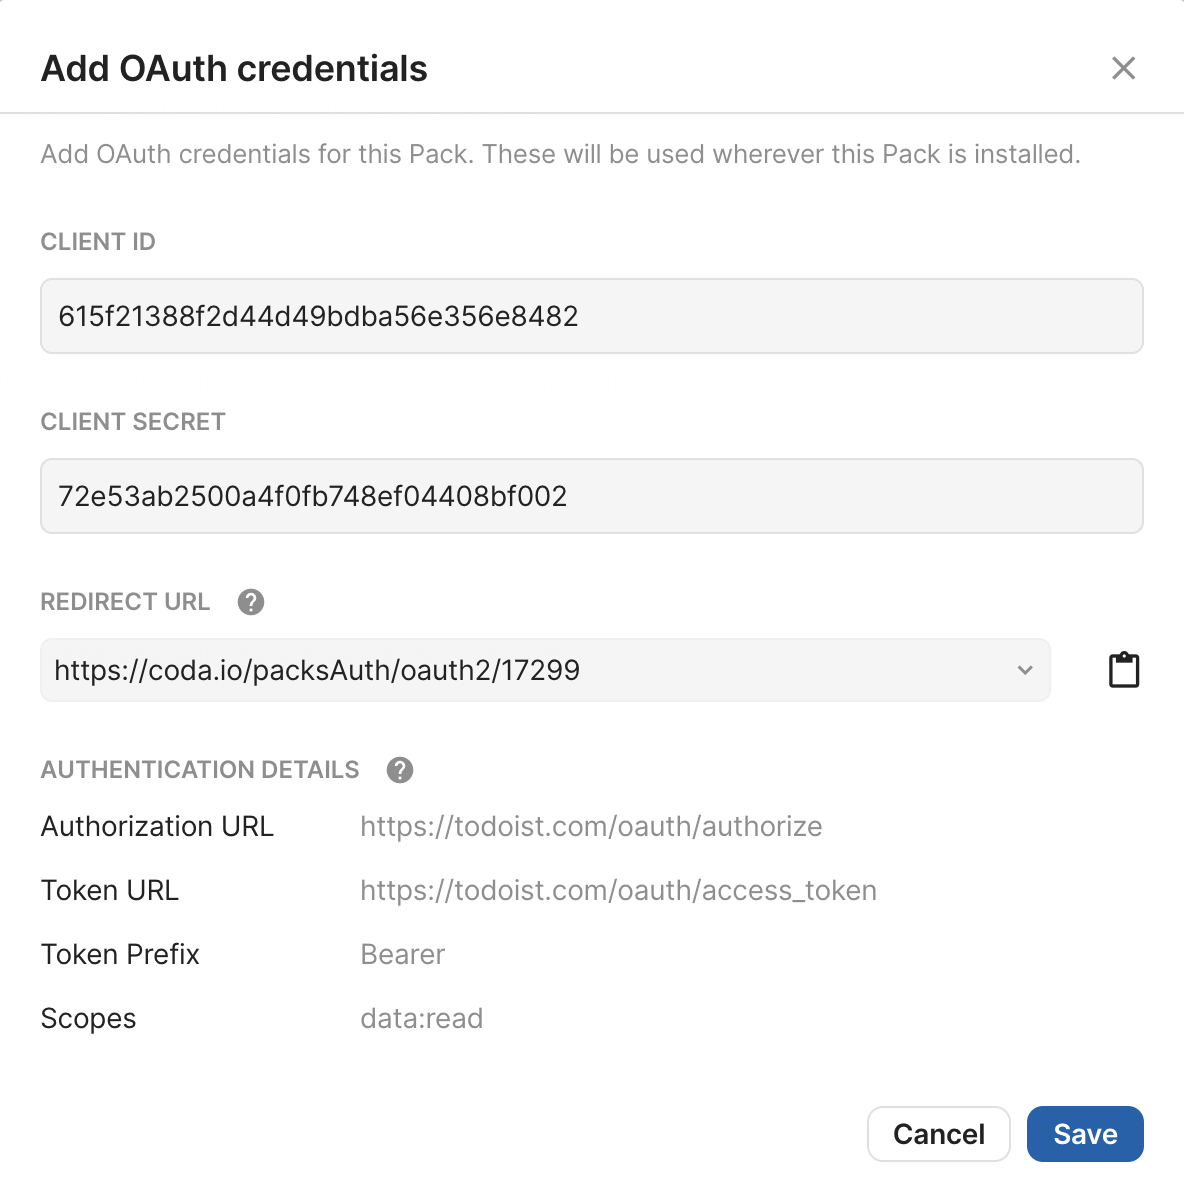 Add OAuth credentials
Add OAuth credentials for this Pack. These will be used wherever this Pack is installed.
CLIENT ID
615f21388f2d44d49bdba56e356e8482
CLIENT SECRET
72e53ab2500a4f0fb748ef04408bf002
REDIRECT URL ?
https://coda.io/packsAuth/oauth2/17299
AUTHENTICATION DETAILS ?
Authorization URL https://todoist.com/oauth/authorize
Token URL https://todoist.com/oauth/access_token
Token Prefix Bearer
Scopes data:read
Cancel Save